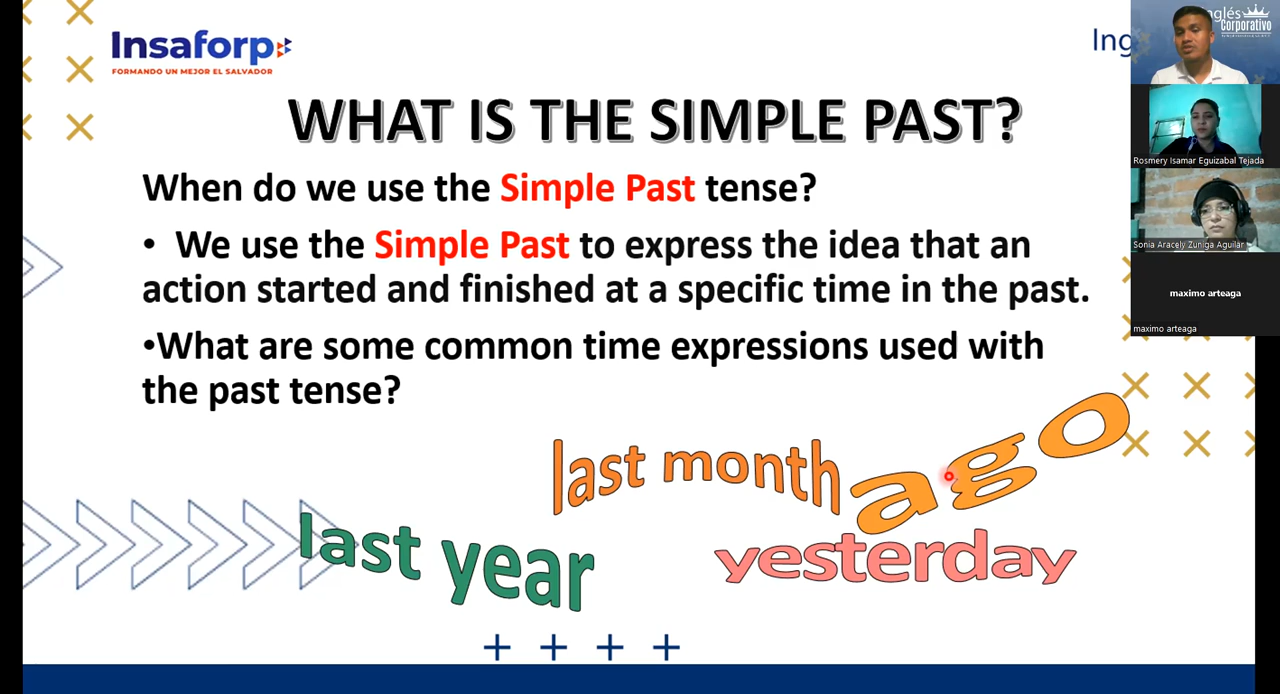 Insaforp
FORMANDO UN MEJOR EL SALVADOR
Ing
nglés
Corporativo
WHAT IS THE SIMPLE PAST?
When do we use the Simple Past tense?
• We use the Simple Past to express the idea that an
action started and finished at a specific time in the past.
•What are some common time expressions used with
the past tense?
last month
ago
last year
yesterday
Rosmery Isamar Eguizabal Tejada
Sonia Aracely Zuniga Aguilar
maximo arteaga
maximo arteaga